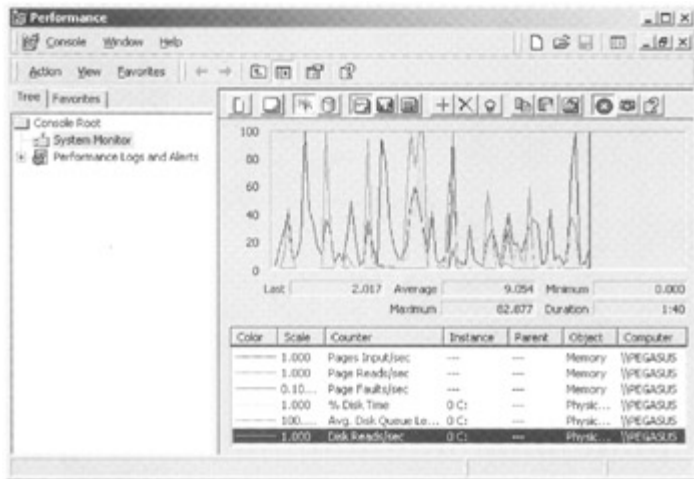 Performance
Console Window Help
Action View Favorites
Tree Favorites
Console Root
System Monitor
Performance Logs and Alerts
100
80
60
40
20
0
Last 2.017 Average 9.054 Minimum 0.000
Maximum 62.877 Duration 1:40
Color Scale Counter Instance Parent Object Computer
1.000 Pages Input/sec --- --- Memory \\PEGASUS
1.000 Page Reads/sec --- --- Memory \\PEGASUS
0.10... Page Faults/sec --- --- Memory \\PEGASUS
1.000 % Disk Time 0 C: --- Physic... \\PEGASUS
100.... Avg. Disk Queue Le... 0 C: --- Physic... \\PEGASUS
1.000 Disk Reads/sec 0 C: --- Physic... \\PEGASUS